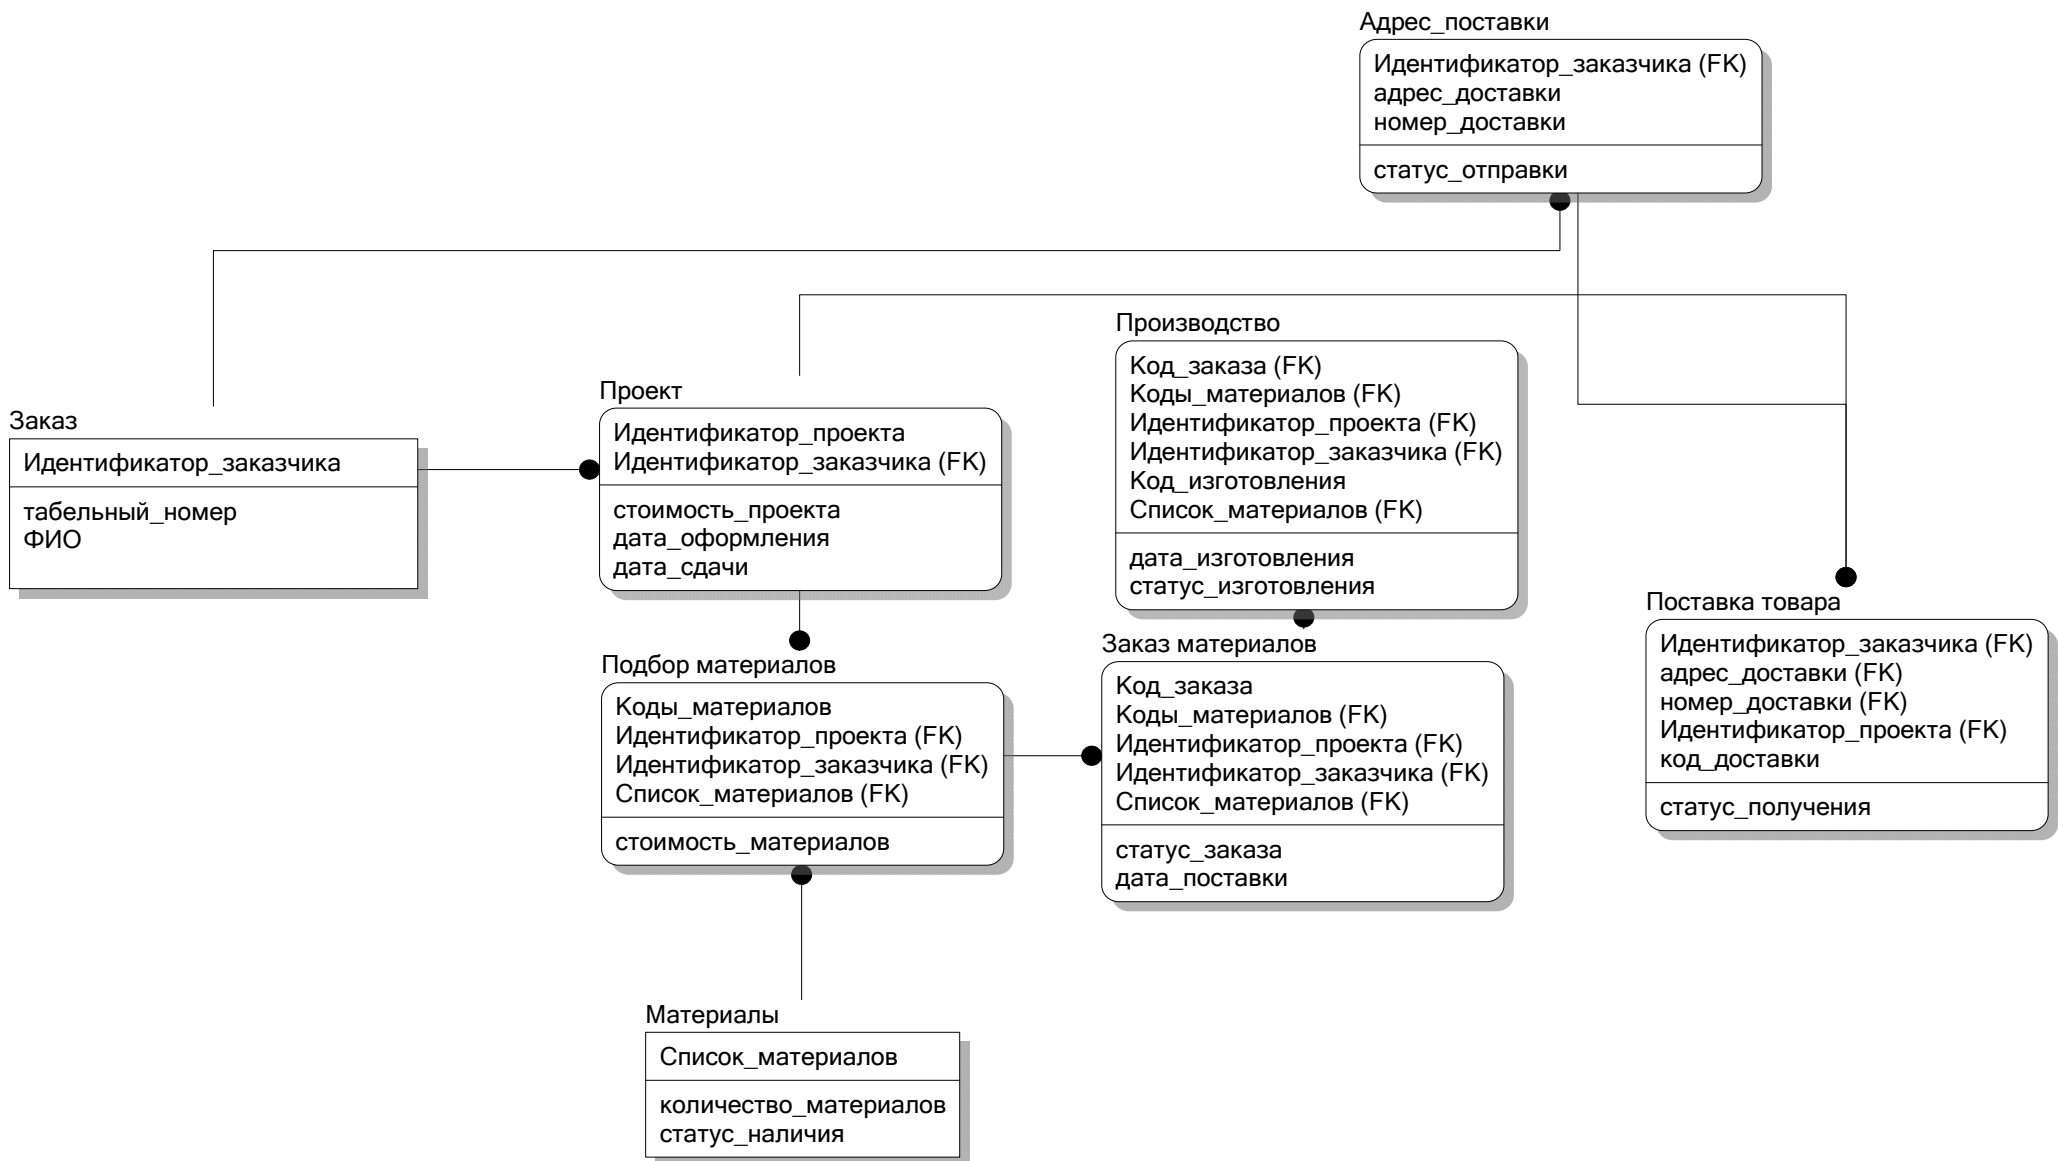 Адрес_поставки
Идентификатор_заказчика (FK)
адрес_доставки
номер_доставки
статус_отправки
Заказ
Идентификатор_заказчика
табельный_номер
ФИО
Проект
Идентификатор_проекта
Идентификатор_заказчика (FK)
стоимость_проекта
дата_оформления
дата_сдачи
Производство
Код_заказа (FK)
Коды_материалов (FK)
Идентификатор_проекта (FK)
Идентификатор_заказчика (FK)
Код_изготовления
Список_материалов (FK)
дата_изготовления
статус_изготовления
Подбор материалов
Коды_материалов
Идентификатор_проекта (FK)
Идентификатор_заказчика (FK)
Список_материалов (FK)
стоимость_материалов
Заказ материалов
Код_заказа
Коды_материалов (FK)
Идентификатор_проекта (FK)
Идентификатор_заказчика (FK)
Список_материалов (FK)
статус_заказа
дата_поставки
Поставка товара
Идентификатор_заказчика (FK)
адрес_доставки (FK)
номер_доставки (FK)
Идентификатор_проекта (FK)
код_доставки
статус_получения
Материалы
Список_материалов
количество_материалов
статус_наличия